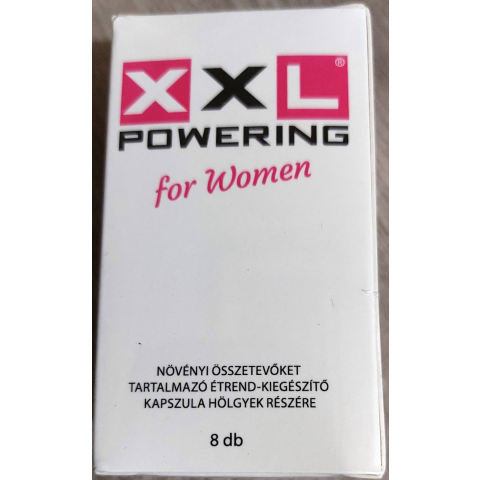 XXL®
POWERING
for Women
NÖVÉNYI ÖSSZETEVŐKET
TARTALMAZÓ ÉTREND-KIEGÉSZÍTŐ
KAPSZULA HÖLGYEK RÉSZÉRE
8 db